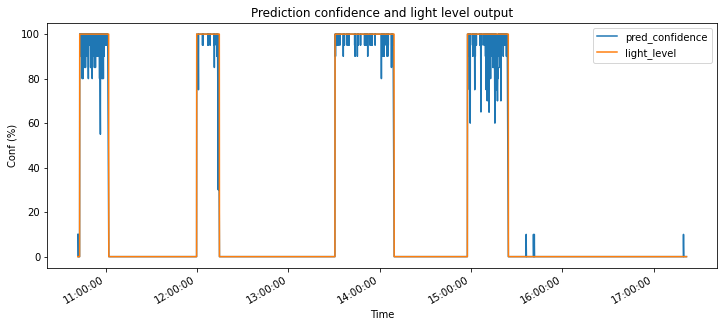 Prediction confidence and light level output
pred_confidence
light_level
Conf (%)
100
80
60
40
20
0
11:00:00
12:00:00
13:00:00
14:00:00
15:00:00
16:00:00
17:00:00
Time